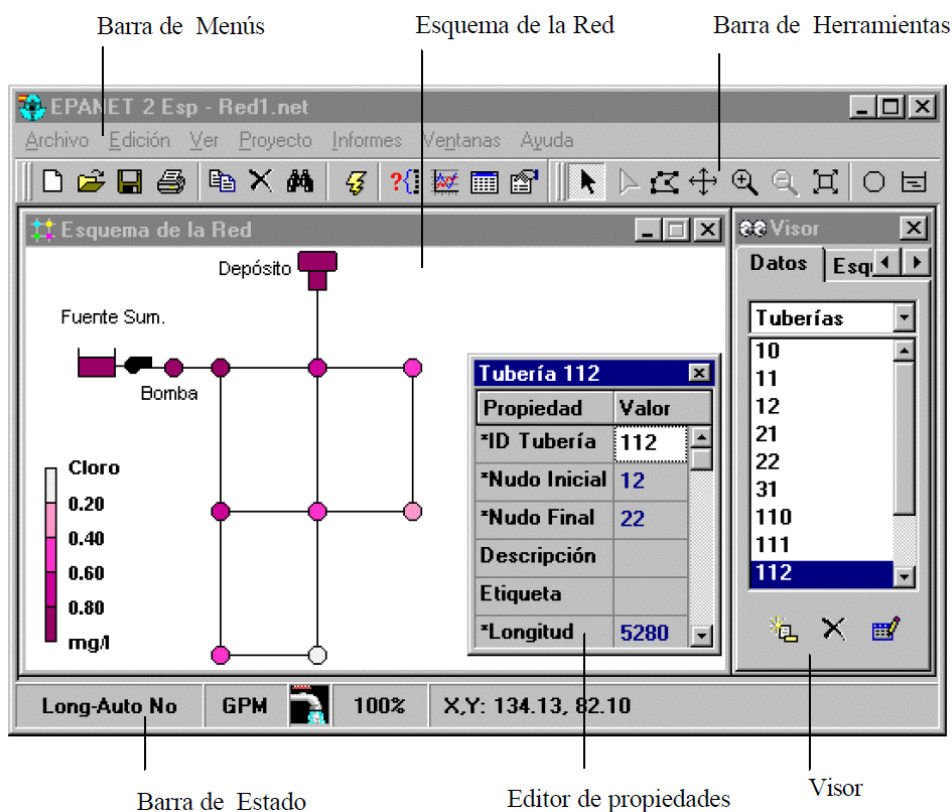 Barra de Menús
Esquema de la Red
Barra de Herramientas
EPANET 2 Esp - Red1.net
Archivo Edición Ver Proyecto Informes Ventanas Ayuda
Esquema de la Red
Visor
Datos Esq
Depósito
Fuente Sum.
Bomba
Tuberías
10
11
12
21
22
31
110
111
112
Tubería 112
Propiedad Valor
*ID Tubería 112
*Nudo Inicial 12
*Nudo Final 22
Descripción
Etiqueta
*Longitud 5280
Cloro
0.20
0.40
0.60
0.80
mg/l
Long-Auto No GPM 100% X,Y: 134.13, 82.10
Barra de Estado
Editor de propiedades
Visor